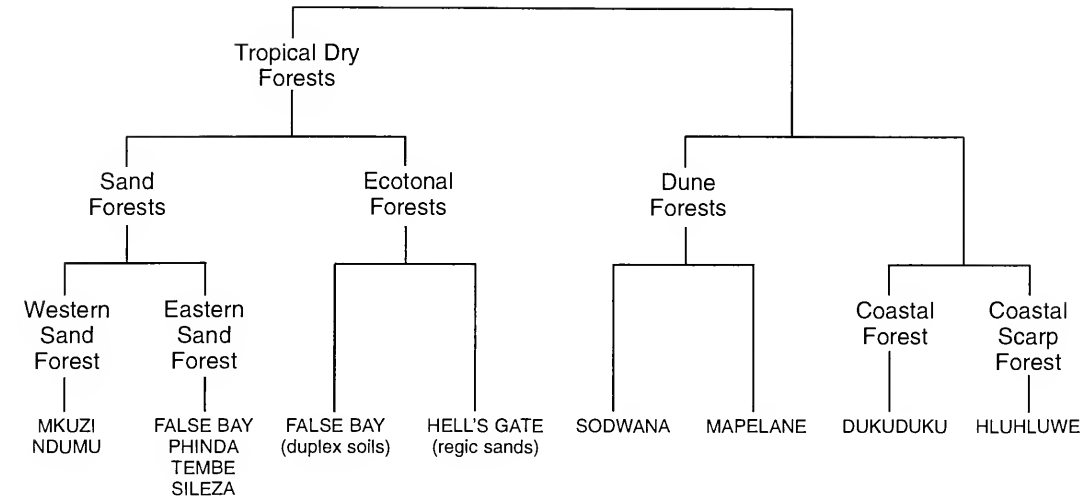 Tropical Dry
Forests
Sand
Forests
Ecotonal
Forests
Dune
Forests
Western
Sand
Forest
Eastern
Sand
Forest
Coastal
Forest
Coastal
Scarp
Forest
MKUZI
NDUMU
FALSE BAY
PHINDA
TEMBE
SILEZA
FALSE BAY
(duplex soils)
HELL'S GATE
(regic sands)
SODWANA
MAPELANE
DUKUDUKU
HLUHLUWE